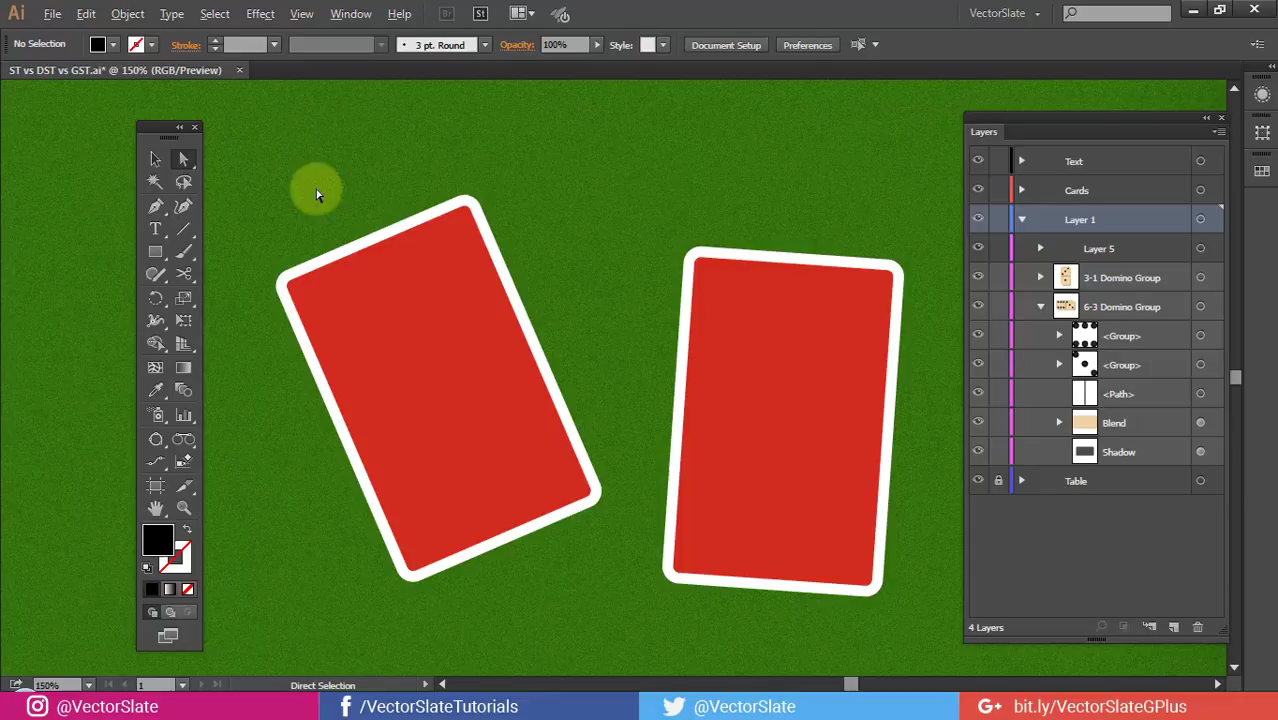 Ai File Edit Object Type Select Effect View Window Help Br St VectorSlate
No Selection Stroke: 3 pt. Round Opacity: 100% Style: Document Setup Preferences
ST vs DST vs GST.ai* @ 150% (RGB/Preview)
Layers
Text
Cards
Layer 1
Layer 5
3-1 Domino Group
6-3 Domino Group
<Group>
<Group>
<Path>
Blend
Shadow
Table
4 Layers
150% 1 Direct Selection
@VectorSlate /VectorSlateTutorials @VectorSlate G+ bit.ly/VectorSlateGPlus